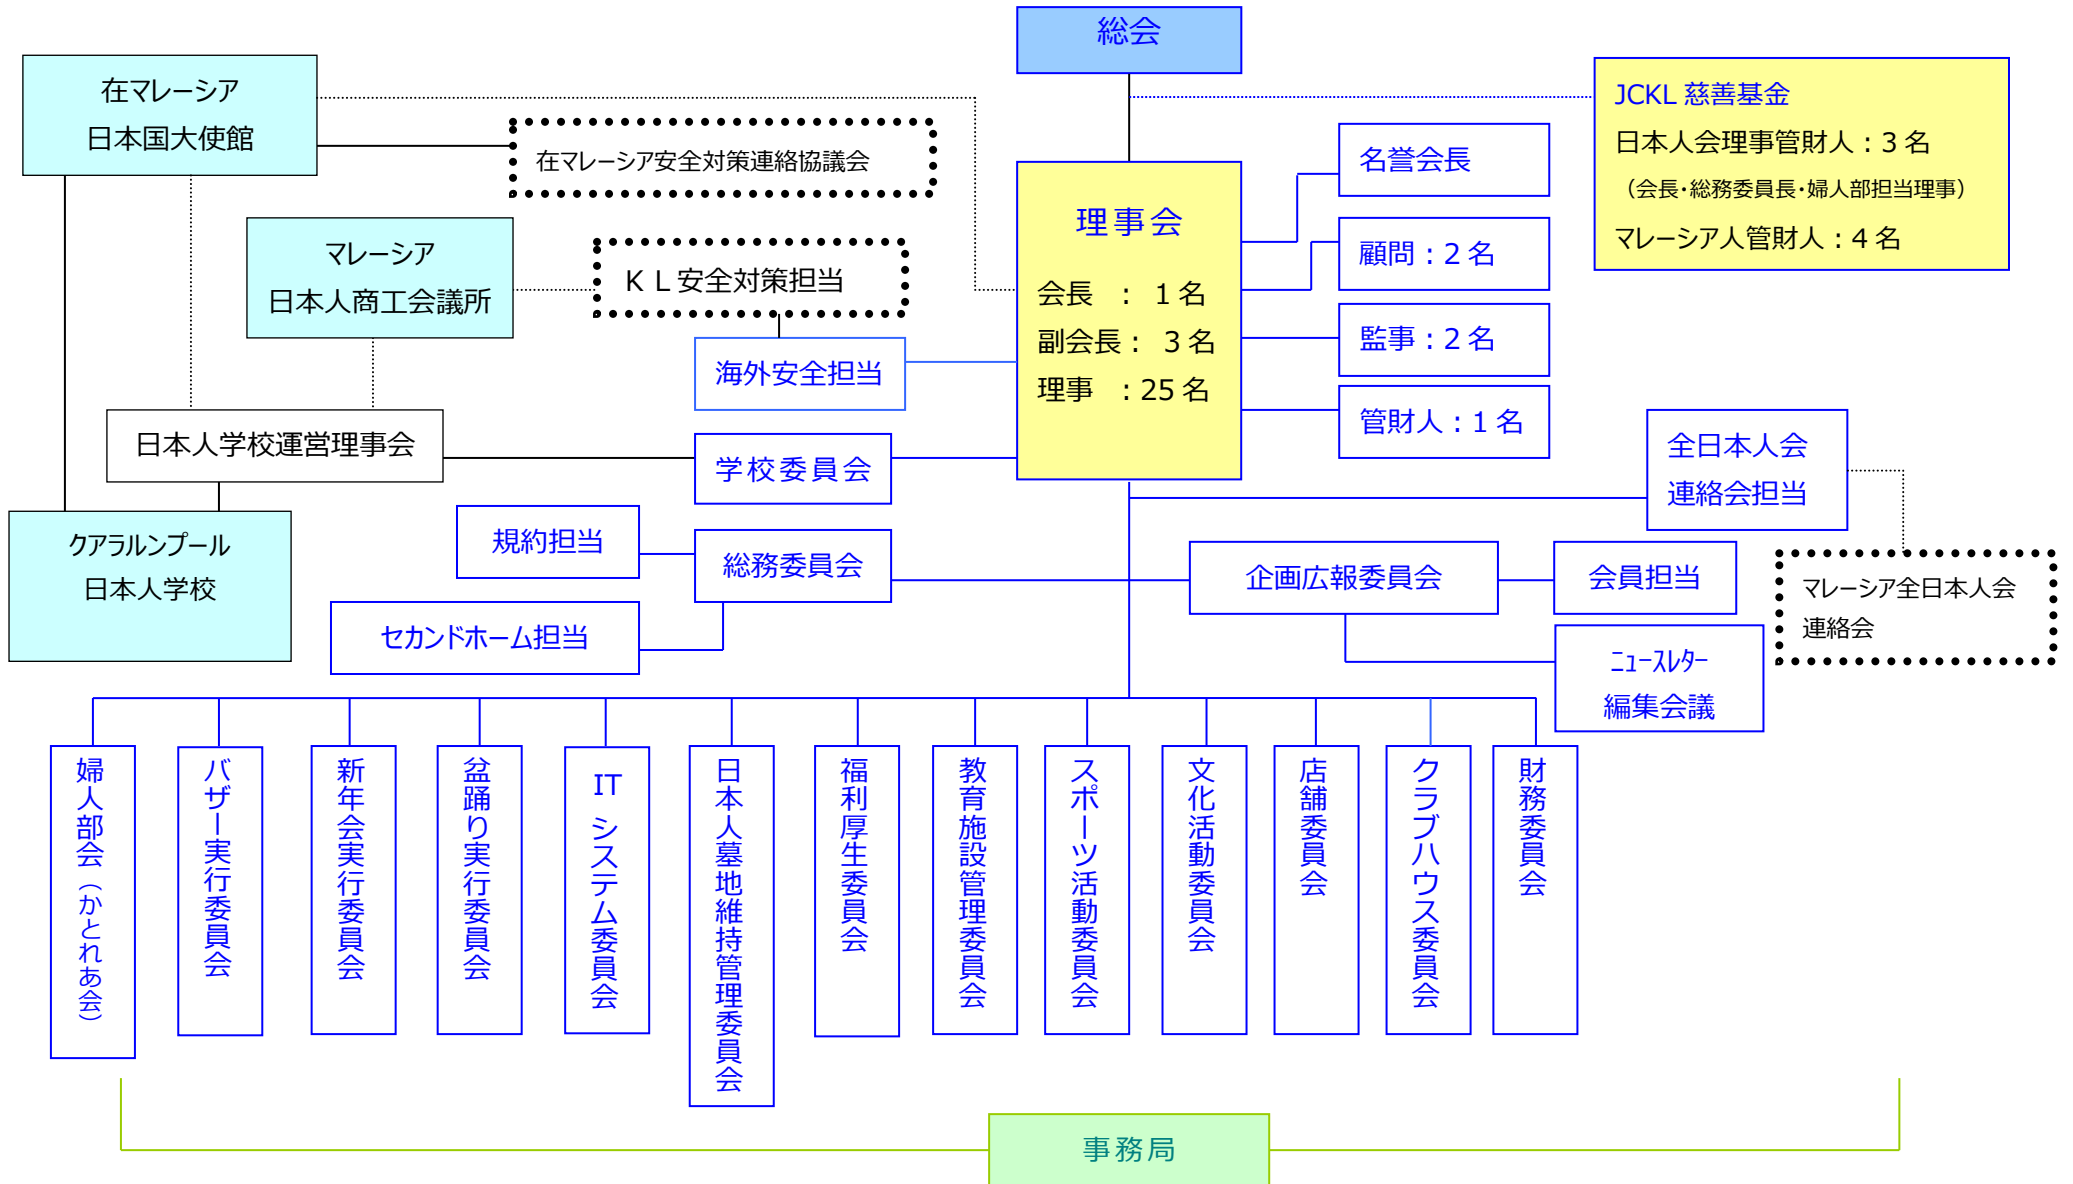 総会
在マレーシア
日本国大使館
在マレーシア安全対策連絡協議会
マレーシア
日本人商工会議所
KL安全対策担当
海外安全担当
理事会
会長 : 1名
副会長: 3名
理事 :25名
名誉会長
顧問:2名
監事:2名
管財人:1名
JCKL 慈善基金
日本人会理事管財人:3名
(会長・総務委員長・婦人部担当理事)
マレーシア人管財人:4名
日本人学校運営理事会
学校委員会
クアラルンプール
日本人学校
規約担当
総務委員会
セカンドホーム担当
企画広報委員会
会員担当
ニュースレター
編集会議
全日本人会
連絡会担当
マレーシア全日本人会
連絡会
婦人部会(かとれあ会)
バザー実行委員会
新年会実行委員会
盆踊り実行委員会
IT システム委員会
日本人墓地維持管理委員会
福利厚生委員会
教育施設管理委員会
スポーツ活動委員会
文化活動委員会
店舗委員会
クラブハウス委員会
財務委員会
事務局